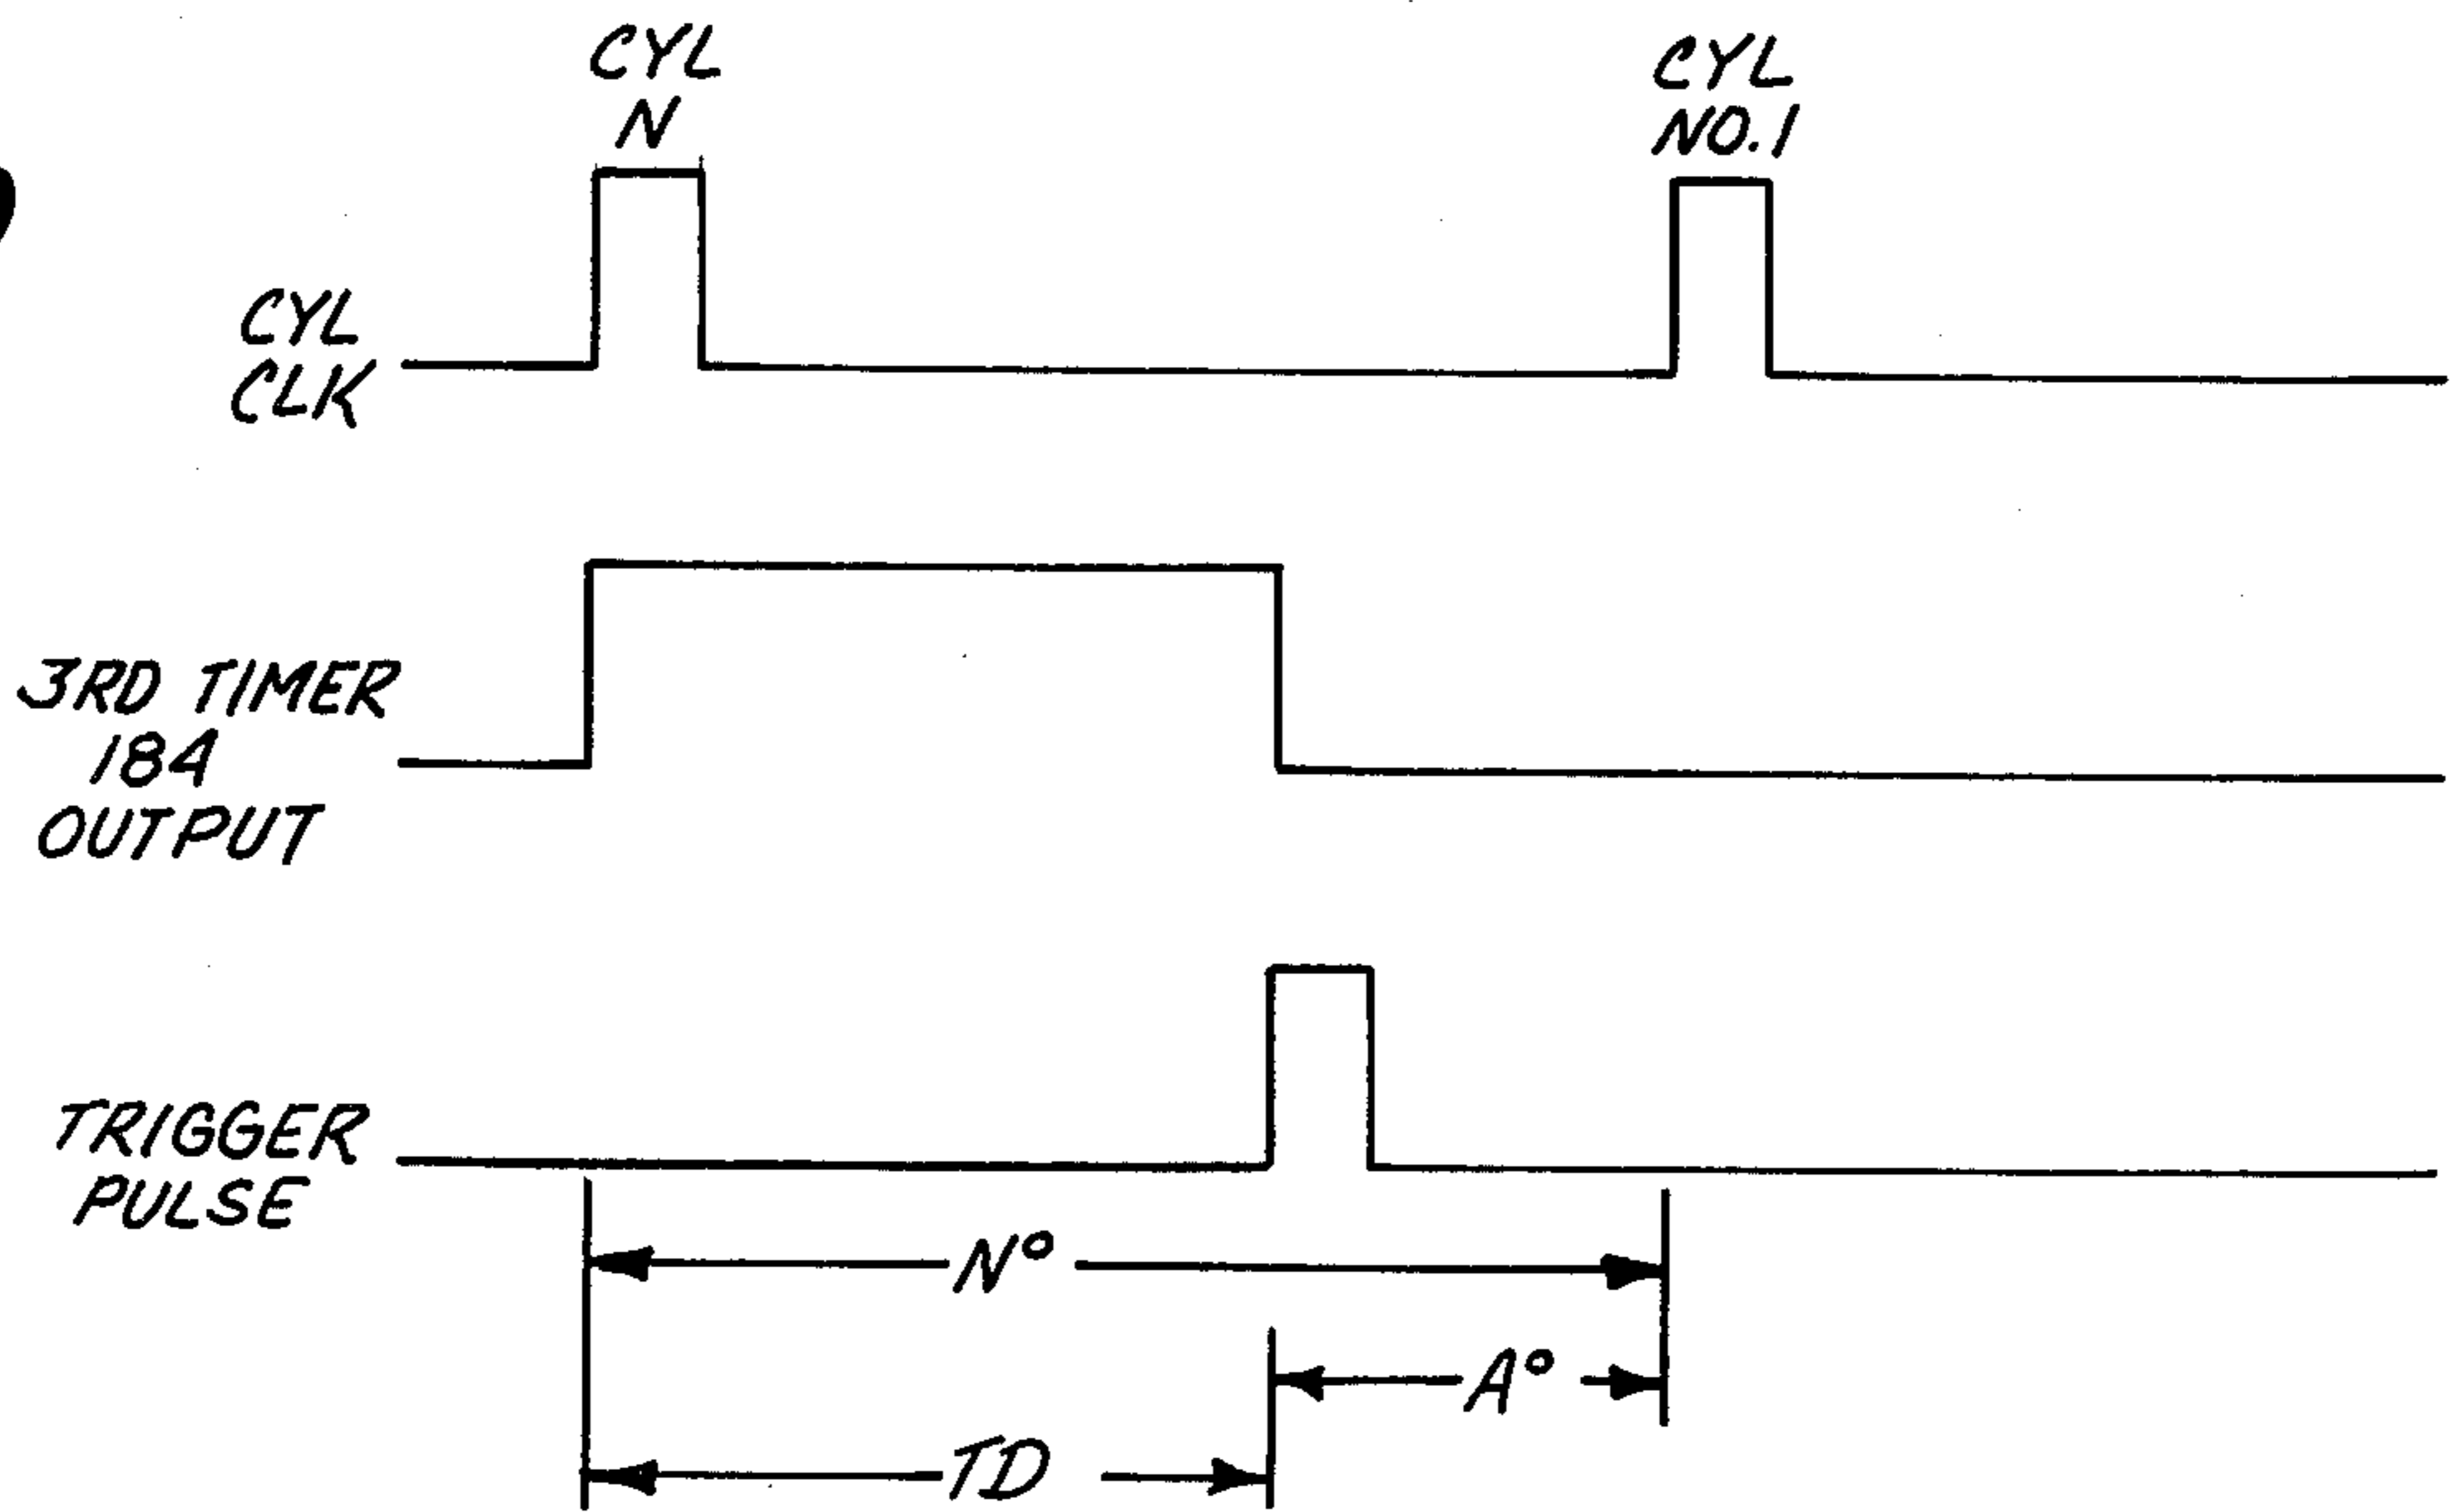 CYL
N
CYL
NO. 1
CYL
CLK
3RD TIMER
184
OUTPUT
TRIGGER
PULSE
N°
A°
TD